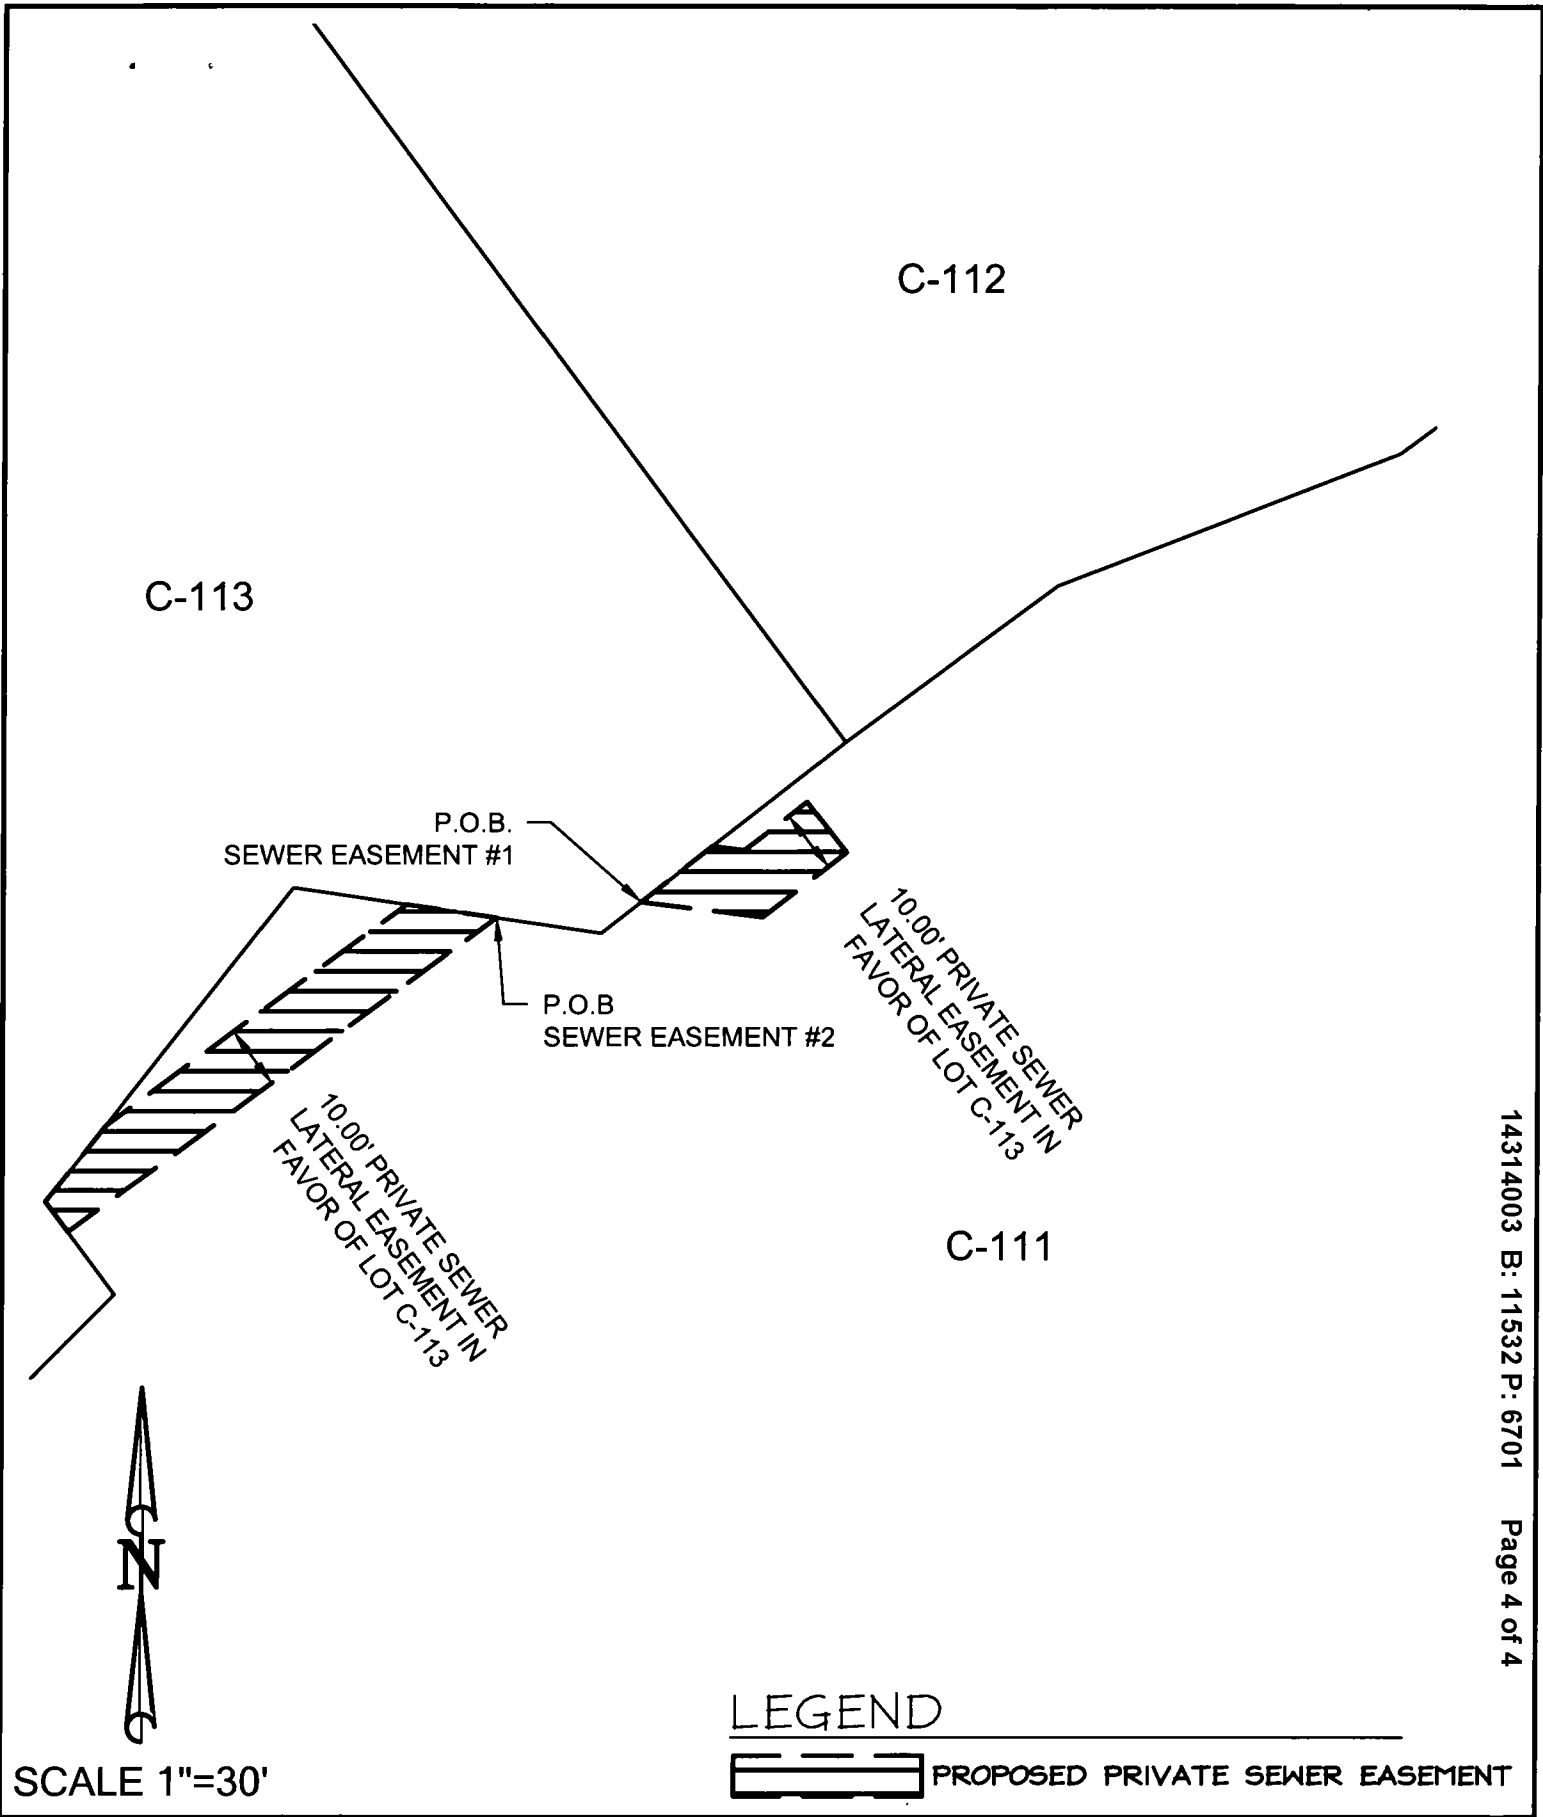 C-112
C-113
P.O.B.
SEWER EASEMENT #1
P.O.B
SEWER EASEMENT #2
10.00' PRIVATE SEWER
LATERAL EASEMENT IN
FAVOR OF LOT C-113
10.00' PRIVATE SEWER
LATERAL EASEMENT IN
FAVOR OF LOT C-113
C-111
14314003 B: 11532 P: 6701 Page 4 of 4
N
SCALE 1"=30'
LEGEND
PROPOSED PRIVATE SEWER EASEMENT